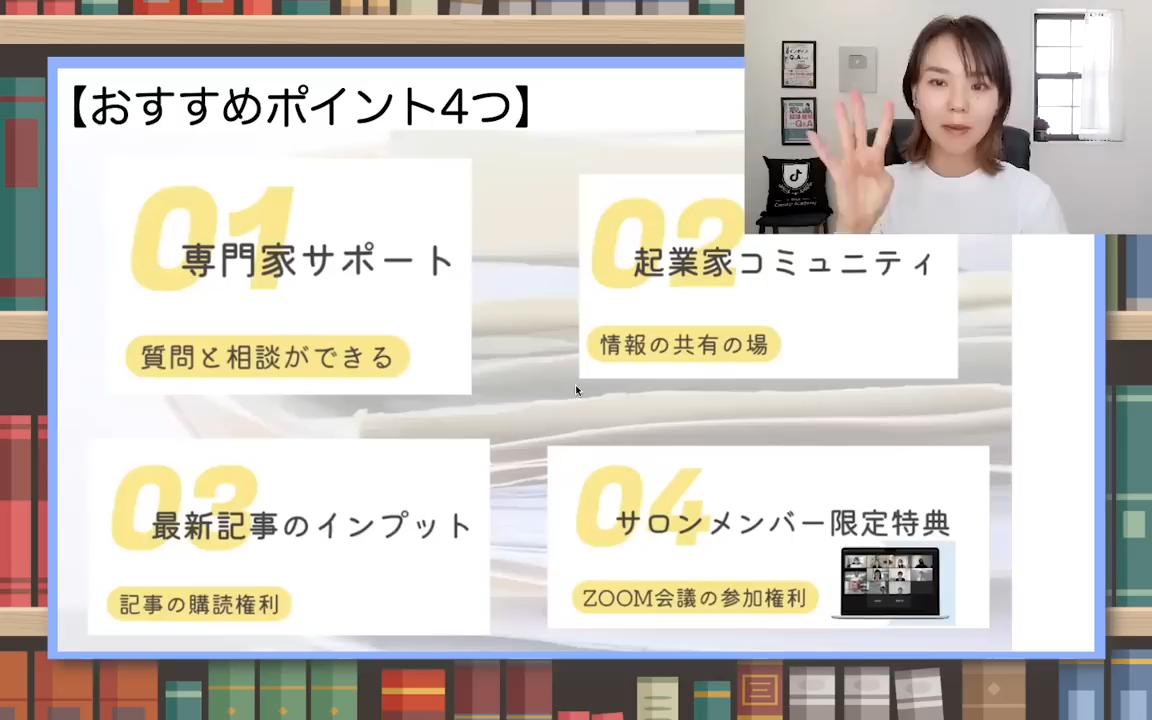 【おすすめポイント4つ】
01
専門家サポート
質問と相談ができる
02
起業家コミュニティ
情報の共有の場
03
最新記事のインプット
記事の購読権利
04
サロンメンバー限定特典
ZOOM会議の参加権利
Q&A
Q&A